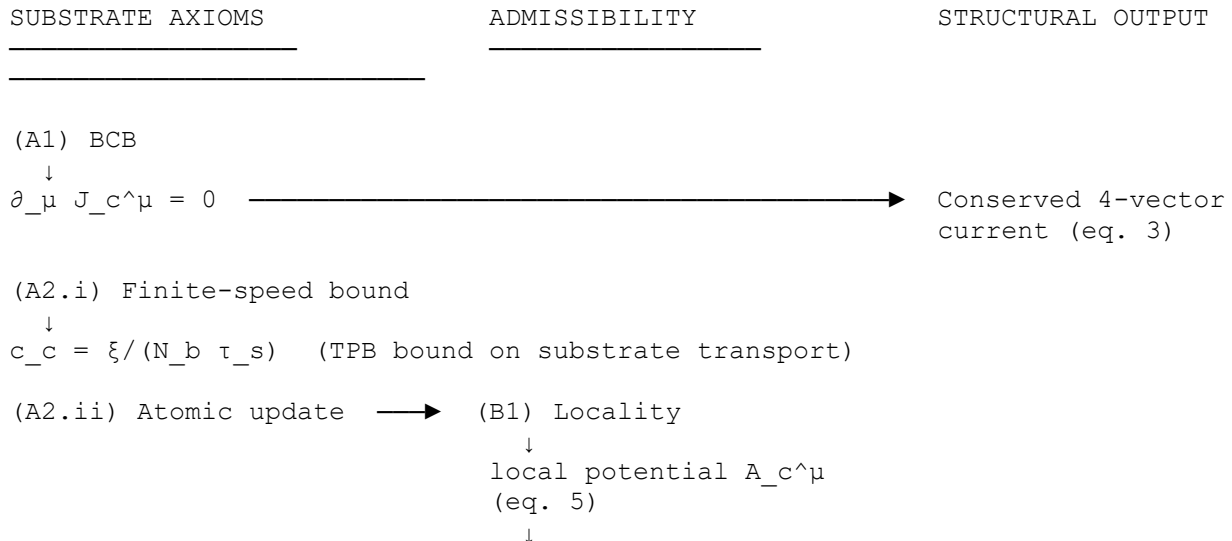 SUBSTRATE AXIOMS ADMISSIBILITY STRUCTURAL OUTPUT
(A1) BCB
↓
∂_μ J_c^μ = 0 ────────────────────────────────────────► Conserved 4-vector
current (eq. 3)
(A2.i) Finite-speed bound
↓
c_c = ξ/(N_b τ_s) (TPB bound on substrate transport)
(A2.ii) Atomic update ───► (B1) Locality
↓
local potential A_c^μ
(eq. 5)
↓